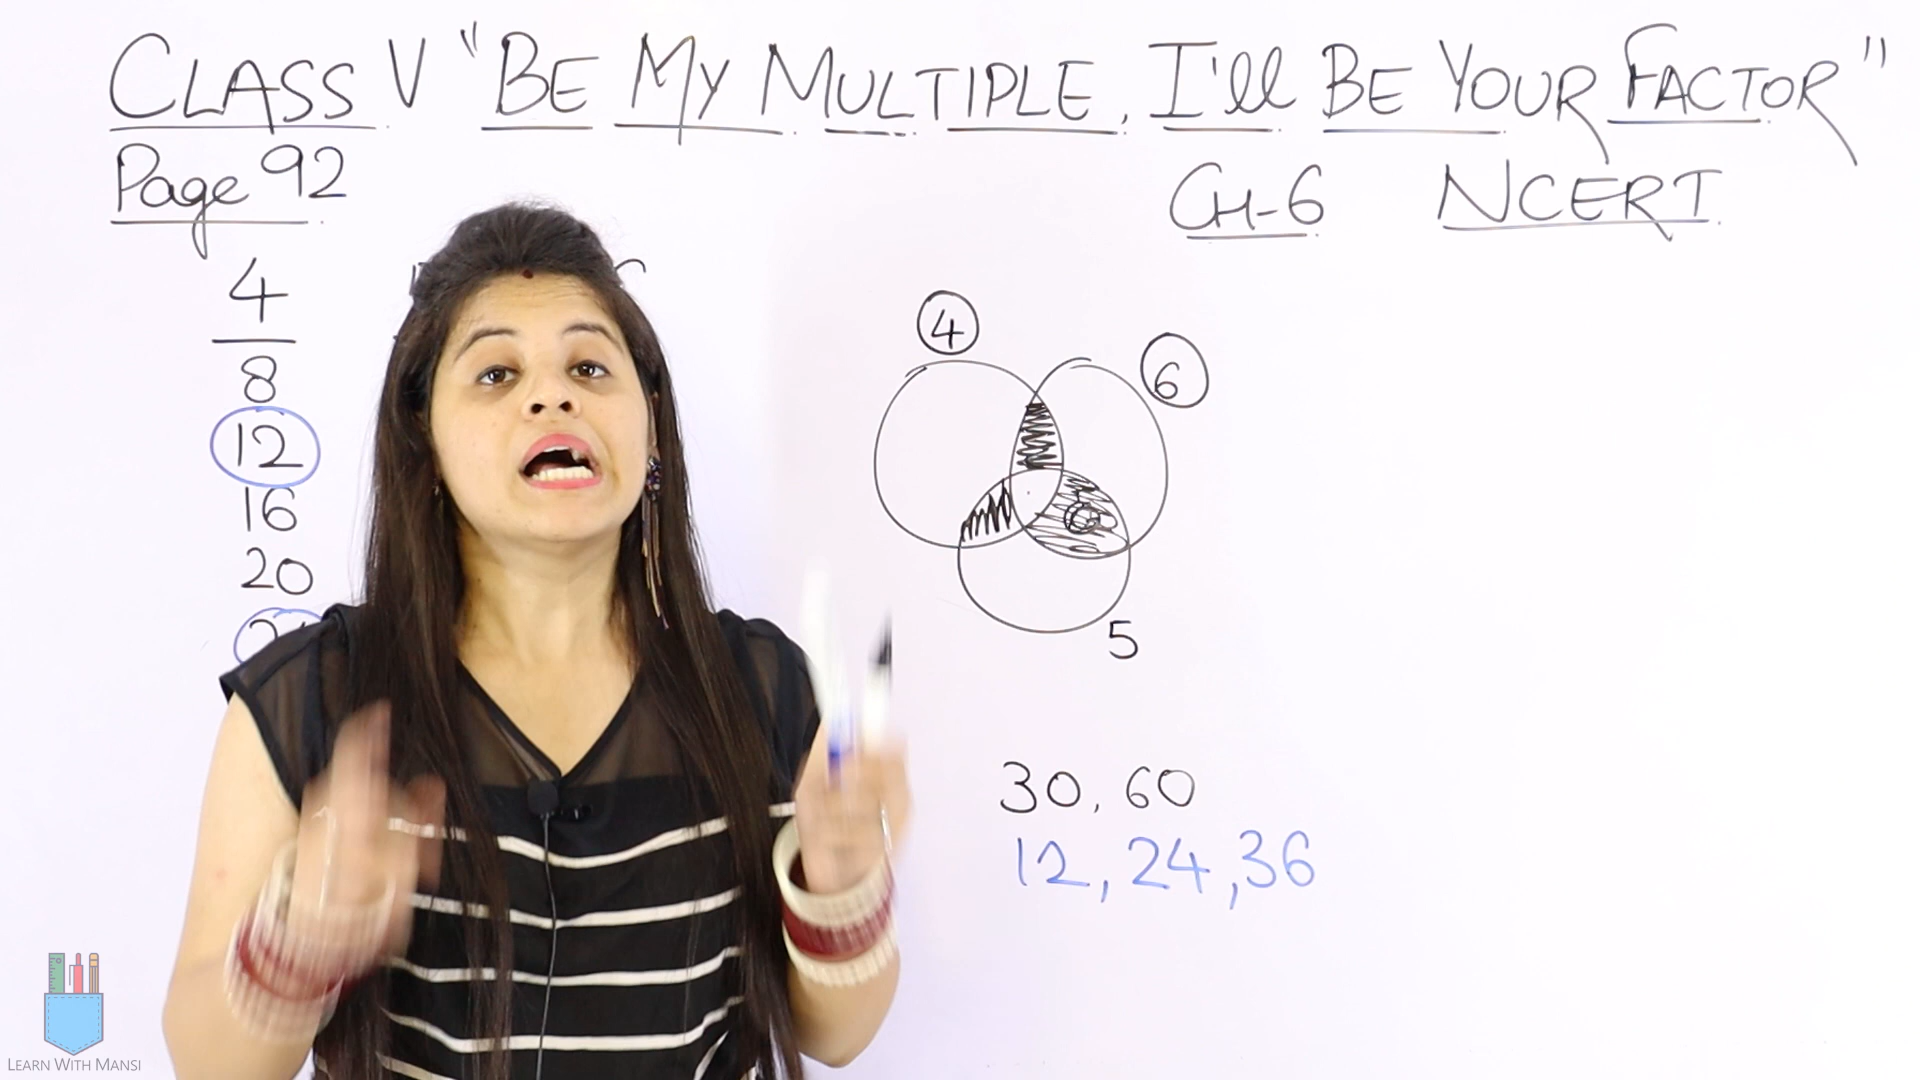 CLASS V "BE MY MULTIPLE, I'll BE YOUR FACTOR"
Page 92
CH-6 NCERT
4
8
12
16
20
4
6
5
30, 60
12, 24, 36
LEARN WITH MANSI